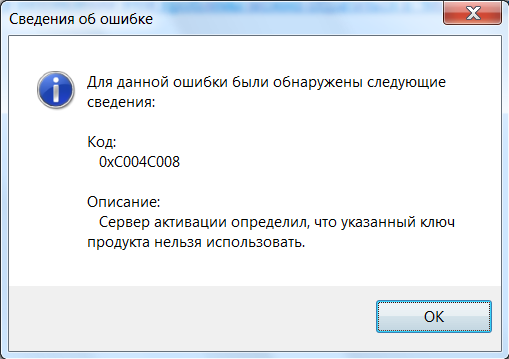 Сведения об ошибке
Для данной ошибки были обнаружены следующие
сведения:
Код:
0xC004C008
Описание:
Сервер активации определил, что указанный ключ
продукта нельзя использовать.
OK